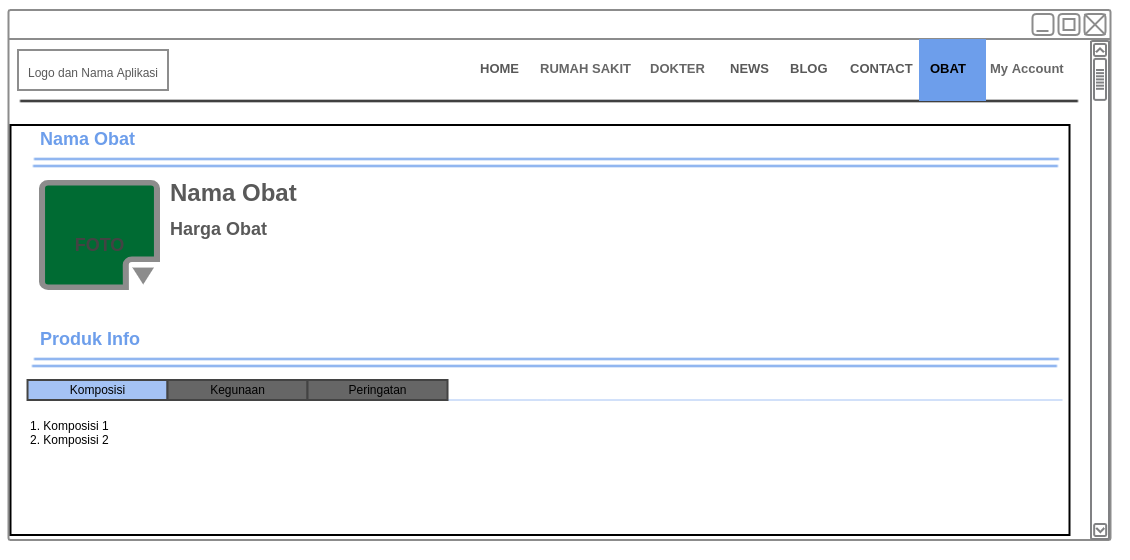 Logo dan Nama Aplikasi
HOME RUMAH SAKIT DOKTER NEWS BLOG CONTACT OBAT My Account
Nama Obat
Nama Obat
Harga Obat
FOTO
Produk Info
Komposisi Kegunaan Peringatan
1. Komposisi 1
2. Komposisi 2